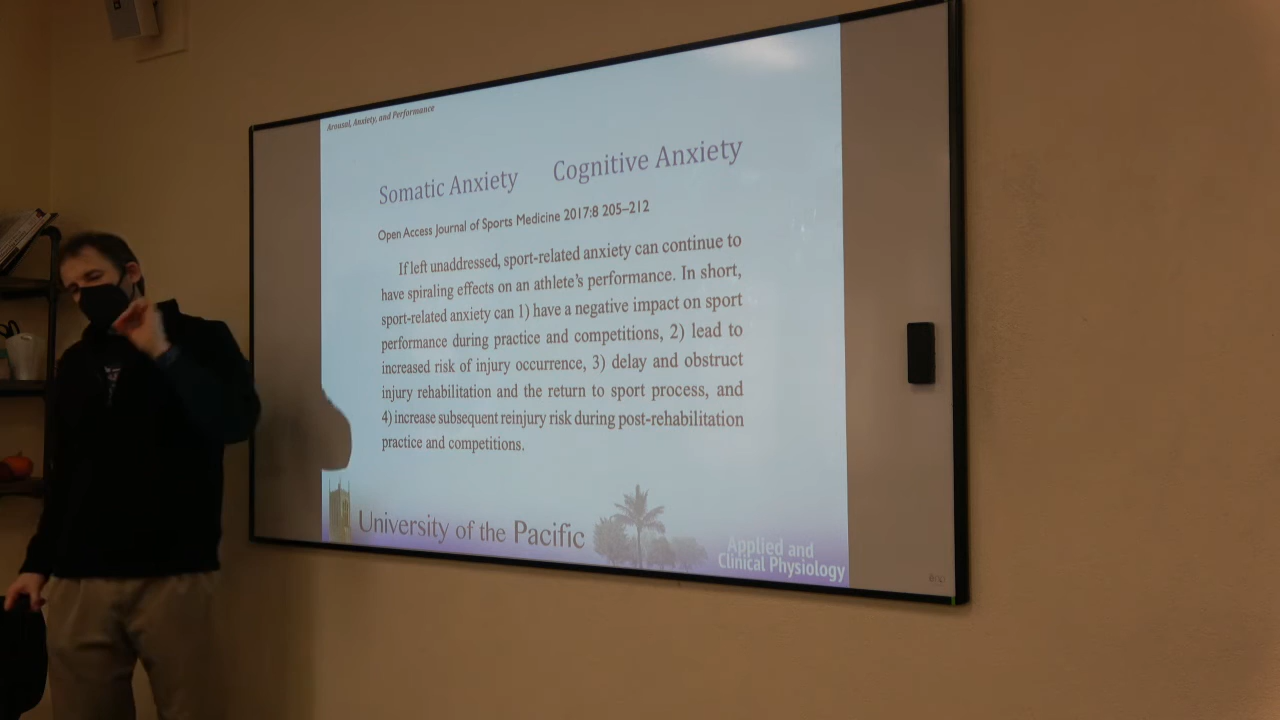 Arousal, Anxiety, and Performance
Somatic Anxiety Cognitive Anxiety
Open Access Journal of Sports Medicine 2017:8 205–212
If left unaddressed, sport-related anxiety can continue to
have spiraling effects on an athlete's performance. In short,
sport-related anxiety can 1) have a negative impact on sport
performance during practice and competitions, 2) lead to
increased risk of injury occurrence, 3) delay and obstruct
injury rehabilitation and the return to sport process, and
4) increase subsequent reinjury risk during post-rehabilitation
practice and competitions.
University of the Pacific
Applied and
Clinical Physiology